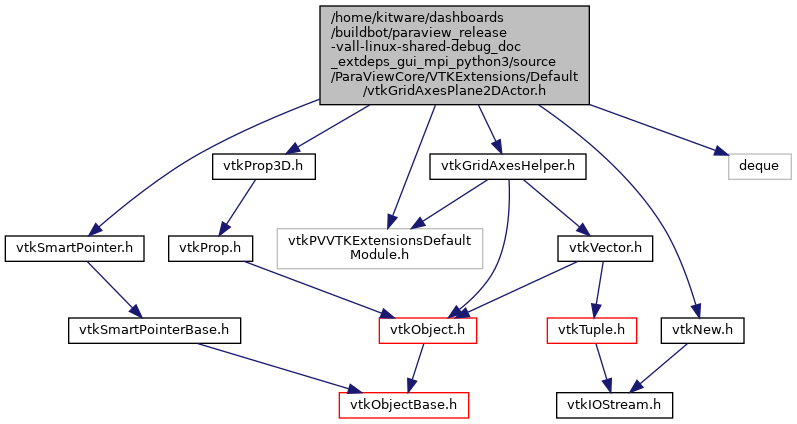 /home/kitware/dashboards
/buildbot/paraview_release
-vall-linux-shared-debug_doc
_extdeps_gui_mpi_python3/source
/ParaViewCore/VTKExtensions/Default
/vtkGridAxesPlane2DActor.h
vtkProp3D.h
vtkGridAxesHelper.h
deque
vtkSmartPointer.h
vtkProp.h
vtkPVVTKExtensionsDefault
Module.h
vtkVector.h
vtkSmartPointerBase.h
vtkObject.h
vtkTuple.h
vtkNew.h
vtkObjectBase.h
vtkIOStream.h